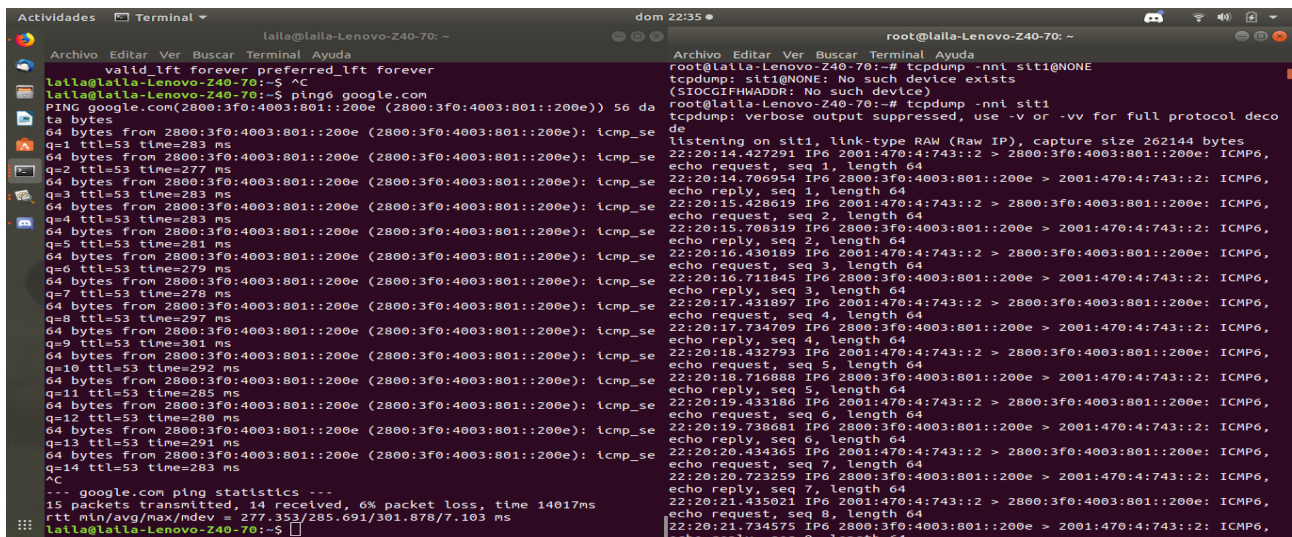 Actividades Terminal dom 22:35
laila@laila-Lenovo-Z40-70: ~
Archivo Editar Ver Buscar Terminal Ayuda
valid_lft forever preferred_lft forever
laila@laila-Lenovo-Z40-70:~$ ^C
laila@laila-Lenovo-Z40-70:~$ ping6 google.com
PING google.com(2800:3f0:4003:801::200e (2800:3f0:4003:801::200e)) 56 da
ta bytes
64 bytes from 2800:3f0:4003:801::200e (2800:3f0:4003:801::200e): icmp_se
q=1 ttl=53 time=283 ms
64 bytes from 2800:3f0:4003:801::200e (2800:3f0:4003:801::200e): icmp_se
q=2 ttl=53 time=277 ms
64 bytes from 2800:3f0:4003:801::200e (2800:3f0:4003:801::200e): icmp_se
q=3 ttl=53 time=283 ms
64 bytes from 2800:3f0:4003:801::200e (2800:3f0:4003:801::200e): icmp_se
q=4 ttl=53 time=283 ms
64 bytes from 2800:3f0:4003:801::200e (2800:3f0:4003:801::200e): icmp_se
q=5 ttl=53 time=281 ms
64 bytes from 2800:3f0:4003:801::200e (2800:3f0:4003:801::200e): icmp_se
q=6 ttl=53 time=279 ms
64 bytes from 2800:3f0:4003:801::200e (2800:3f0:4003:801::200e): icmp_se
q=7 ttl=53 time=278 ms
64 bytes from 2800:3f0:4003:801::200e (2800:3f0:4003:801::200e): icmp_se
q=8 ttl=53 time=297 ms
64 bytes from 2800:3f0:4003:801::200e (2800:3f0:4003:801::200e): icmp_se
q=9 ttl=53 time=301 ms
64 bytes from 2800:3f0:4003:801::200e (2800:3f0:4003:801::200e): icmp_se
q=10 ttl=53 time=292 ms
64 bytes from 2800:3f0:4003:801::200e (2800:3f0:4003:801::200e): icmp_se
q=11 ttl=53 time=285 ms
64 bytes from 2800:3f0:4003:801::200e (2800:3f0:4003:801::200e): icmp_se
q=12 ttl=53 time=280 ms
64 bytes from 2800:3f0:4003:801::200e (2800:3f0:4003:801::200e): icmp_se
q=13 ttl=53 time=291 ms
64 bytes from 2800:3f0:4003:801::200e (2800:3f0:4003:801::200e): icmp_se
q=14 ttl=53 time=283 ms
^C
--- google.com ping statistics ---
15 packets transmitted, 14 received, 6% packet loss, time 14017ms
rtt min/avg/max/mdev = 277.353/285.691/301.878/7.103 ms
laila@laila-Lenovo-Z40-70:~$
root@laila-Lenovo-Z40-70: ~
Archivo Editar Ver Buscar Terminal Ayuda
root@laila-Lenovo-Z40-70:~# tcpdump -nni sit1@NONE
tcpdump: sit1@NONE: No such device exists
(SIOCGIFHWADDR: No such device)
root@laila-Lenovo-Z40-70:~# tcpdump -nni sit1
tcpdump: verbose output suppressed, use -v or -vv for full protocol deco
de
listening on sit1, link-type RAW (Raw IP), capture size 262144 bytes
22:20:14.427291 IP6 2001:470:4:743::2 > 2800:3f0:4003:801::200e: ICMP6,
echo request, seq 1, length 64
22:20:14.706954 IP6 2800:3f0:4003:801::200e > 2001:470:4:743::2: ICMP6,
echo reply, seq 1, length 64
22:20:15.428619 IP6 2001:470:4:743::2 > 2800:3f0:4003:801::200e: ICMP6,
echo request, seq 2, length 64
22:20:15.708319 IP6 2800:3f0:4003:801::200e > 2001:470:4:743::2: ICMP6,
echo reply, seq 2, length 64
22:20:16.430189 IP6 2001:470:4:743::2 > 2800:3f0:4003:801::200e: ICMP6,
echo request, seq 3, length 64
22:20:16.711845 IP6 2800:3f0:4003:801::200e > 2001:470:4:743::2: ICMP6,
echo reply, seq 3, length 64
22:20:17.431897 IP6 2001:470:4:743::2 > 2800:3f0:4003:801::200e: ICMP6,
echo request, seq 4, length 64
22:20:17.734709 IP6 2800:3f0:4003:801::200e > 2001:470:4:743::2: ICMP6,
echo reply, seq 4, length 64
22:20:18.432793 IP6 2001:470:4:743::2 > 2800:3f0:4003:801::200e: ICMP6,
echo request, seq 5, length 64
22:20:18.716888 IP6 2800:3f0:4003:801::200e > 2001:470:4:743::2: ICMP6,
echo reply, seq 5, length 64
22:20:19.433186 IP6 2001:470:4:743::2 > 2800:3f0:4003:801::200e: ICMP6,
echo request, seq 6, length 64
22:20:19.738681 IP6 2800:3f0:4003:801::200e > 2001:470:4:743::2: ICMP6,
echo reply, seq 6, length 64
22:20:20.434365 IP6 2001:470:4:743::2 > 2800:3f0:4003:801::200e: ICMP6,
echo request, seq 7, length 64
22:20:20.723259 IP6 2800:3f0:4003:801::200e > 2001:470:4:743::2: ICMP6,
echo reply, seq 7, length 64
22:20:21.435021 IP6 2001:470:4:743::2 > 2800:3f0:4003:801::200e: ICMP6,
echo request, seq 8, length 64
22:20:21.734575 IP6 2800:3f0:4003:801::200e > 2001:470:4:743::2: ICMP6,